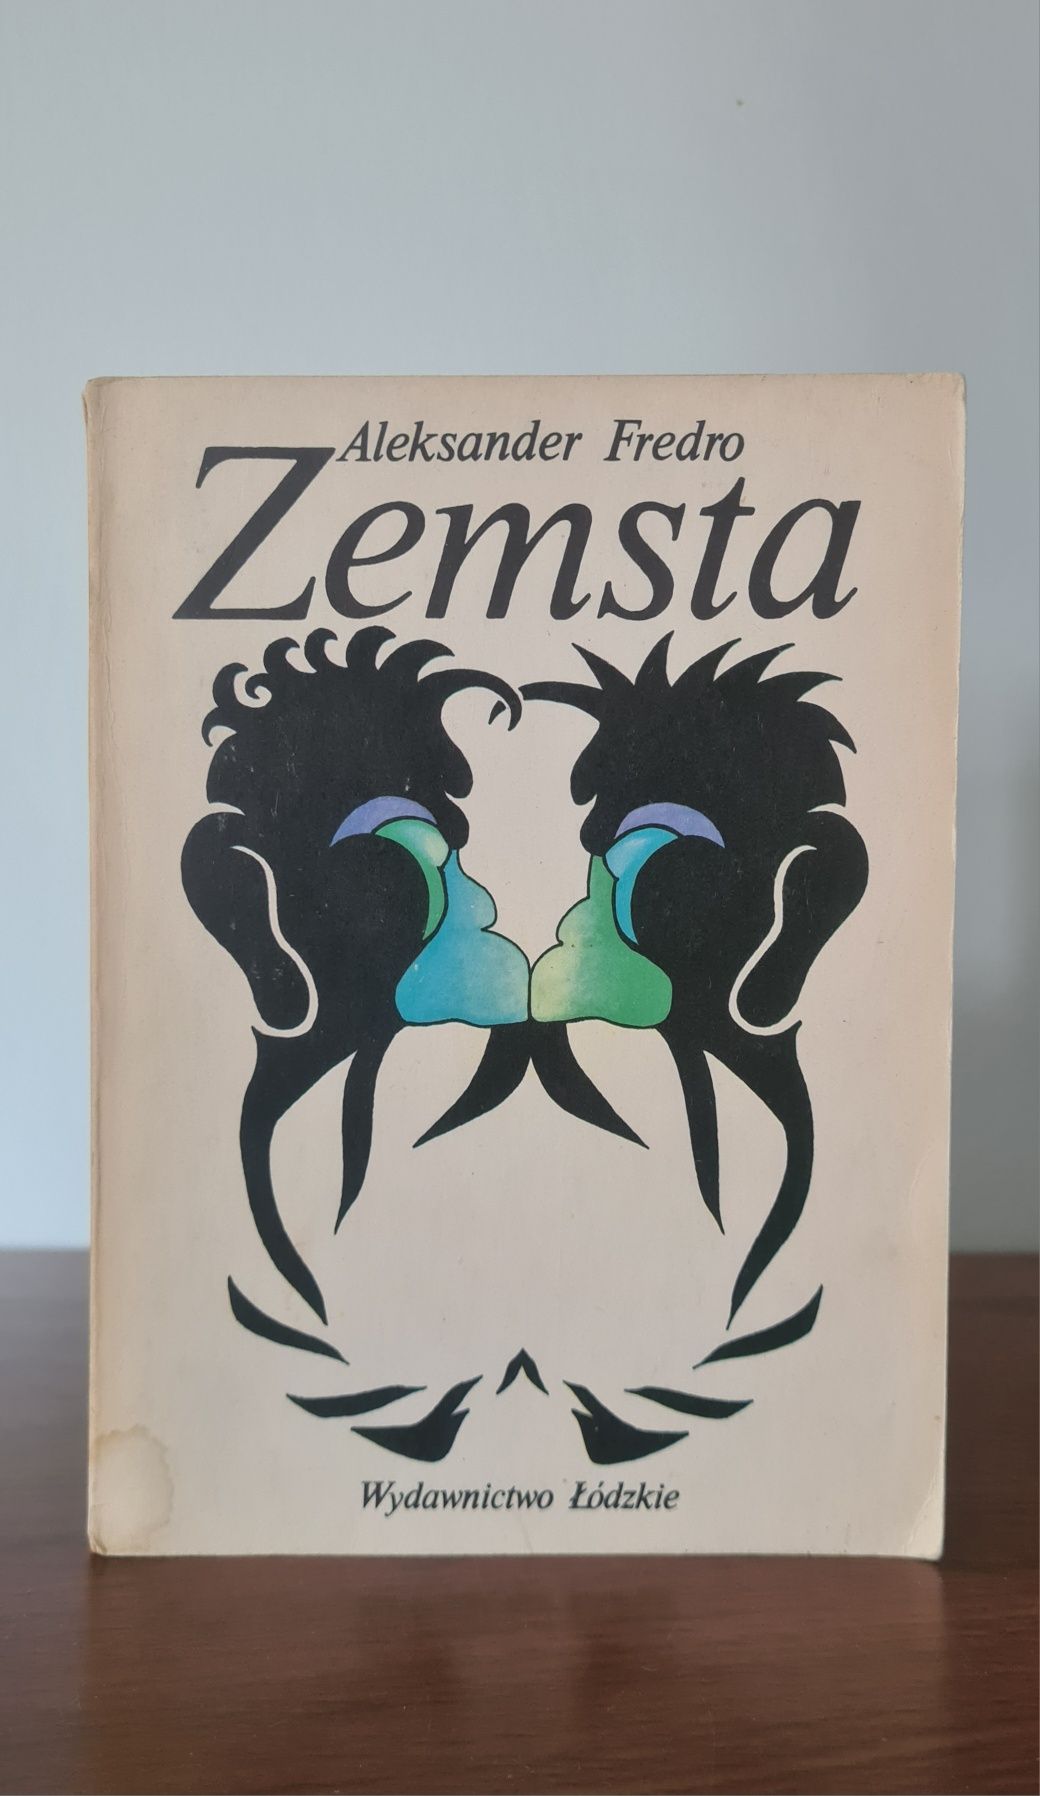 Aleksander Fredro
Zemsta
Wydawnictwo Łódzkie